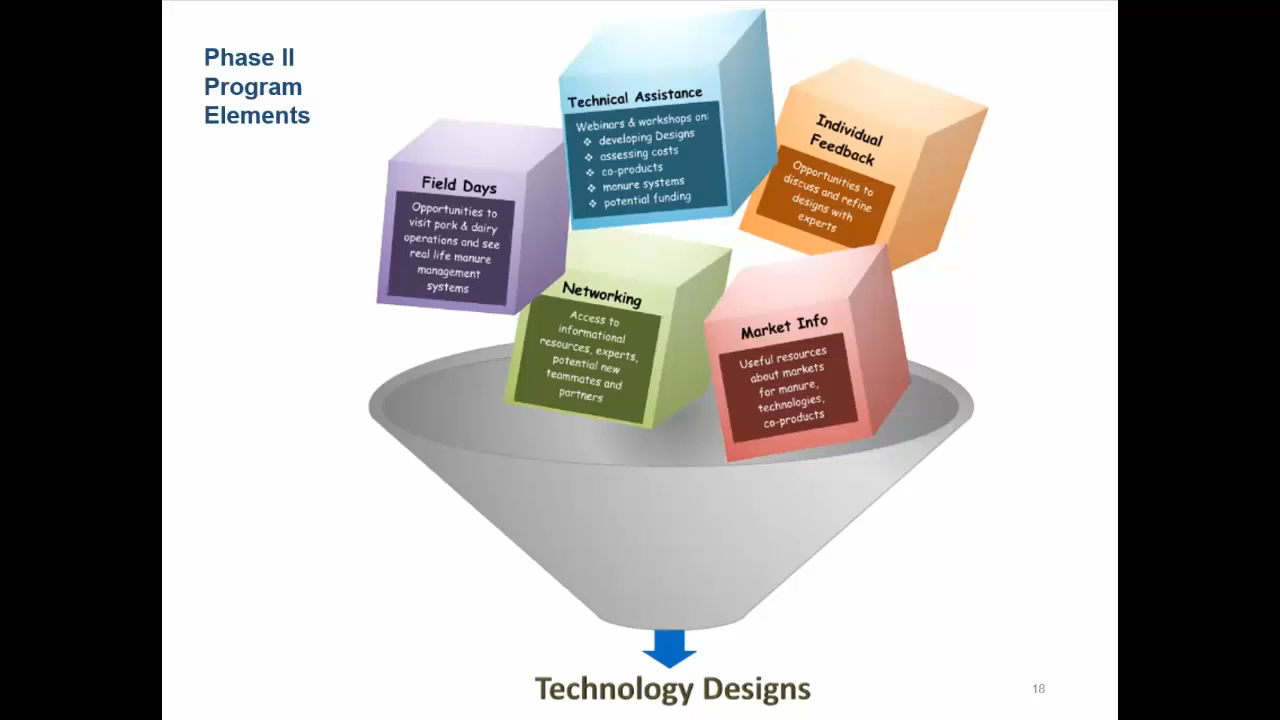 Phase II
Program
Elements
Technical Assistance
Webinars & workshops on:
❖ developing Designs
❖ assessing costs
❖ co-products
❖ manure systems
❖ potential funding
Individual
Feedback
Opportunities to
discuss and refine
designs with
experts
Field Days
Opportunities to
visit pork & dairy
operations and see
real life manure
management
systems
Networking
Access to
informational
resources, experts,
potential new
teammates and
partners
Market Info
Useful resources
about markets
for manure,
technologies,
co-products
Technology Designs
18